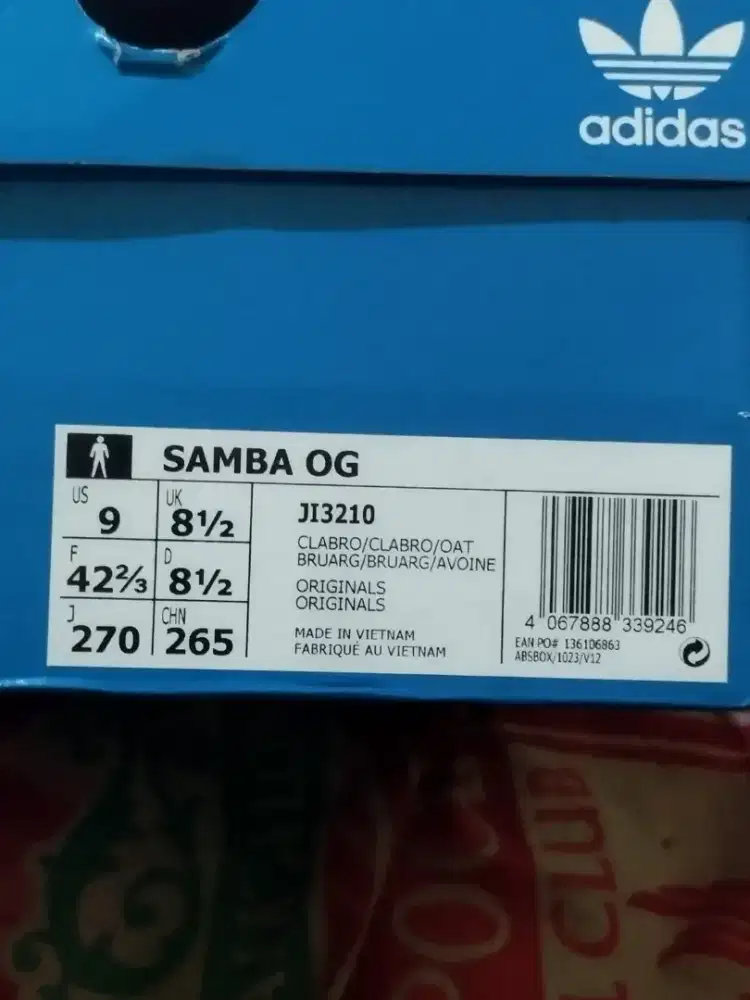 adidas
SAMBA OG
US
9
UK
8½
F
42⅔
D
8½
J
270
CHN
265
JI3210
CLABRO/CLABRO/OAT
BRUARG/BRUARG/AVOINE
ORIGINALS
ORIGINALS
MADE IN VIETNAM
FABRIQUÉ AU VIETNAM
4 067888 339246
EAN PO# 136106863
ABSBOX/1023/V12
CLUB